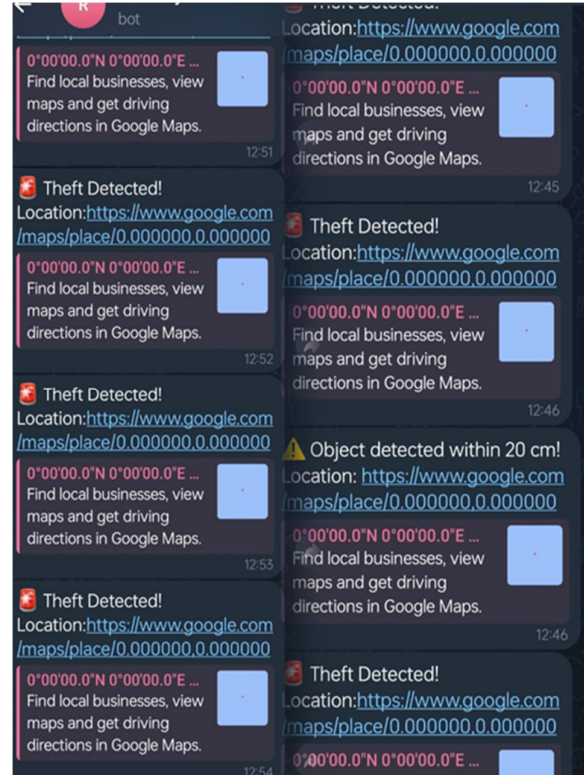 R
bot
0°00'00.0"N 0°00'00.0"E ...
Find local businesses, view
maps and get driving
directions in Google Maps.
12:51
🚨 Theft Detected!
Location:https://www.google.com
/maps/place/0.000000,0.000000
0°00'00.0"N 0°00'00.0"E ...
Find local businesses, view
maps and get driving
directions in Google Maps.
12:52
🚨 Theft Detected!
Location:https://www.google.com
/maps/place/0.000000,0.000000
0°00'00.0"N 0°00'00.0"E ...
Find local businesses, view
maps and get driving
directions in Google Maps.
12:53
🚨 Theft Detected!
Location:https://www.google.com
/maps/place/0.000000,0.000000
0°00'00.0"N 0°00'00.0"E ...
Find local businesses, view
maps and get driving
directions in Google Maps.
12:54
Theft Detected!
Location:https://www.google.com
/maps/place/0.000000,0.000000
0°00'00.0"N 0°00'00.0"E ...
Find local businesses, view
maps and get driving
directions in Google Maps.
12:45
🚨 Theft Detected!
Location:https://www.google.com
/maps/place/0.000000,0.000000
0°00'00.0"N 0°00'00.0"E ...
Find local businesses, view
maps and get driving
directions in Google Maps.
12:46
⚠️ Object detected within 20 cm!
Location: https://www.google.com
/maps/place/0.000000,0.000000
0°00'00.0"N 0°00'00.0"E ...
Find local businesses, view
maps and get driving
directions in Google Maps.
12:46
🚨 Theft Detected!
Location:https://www.google.com
/maps/place/0.000000,0.000000
0°00'00.0"N 0°00'00.0"E ...